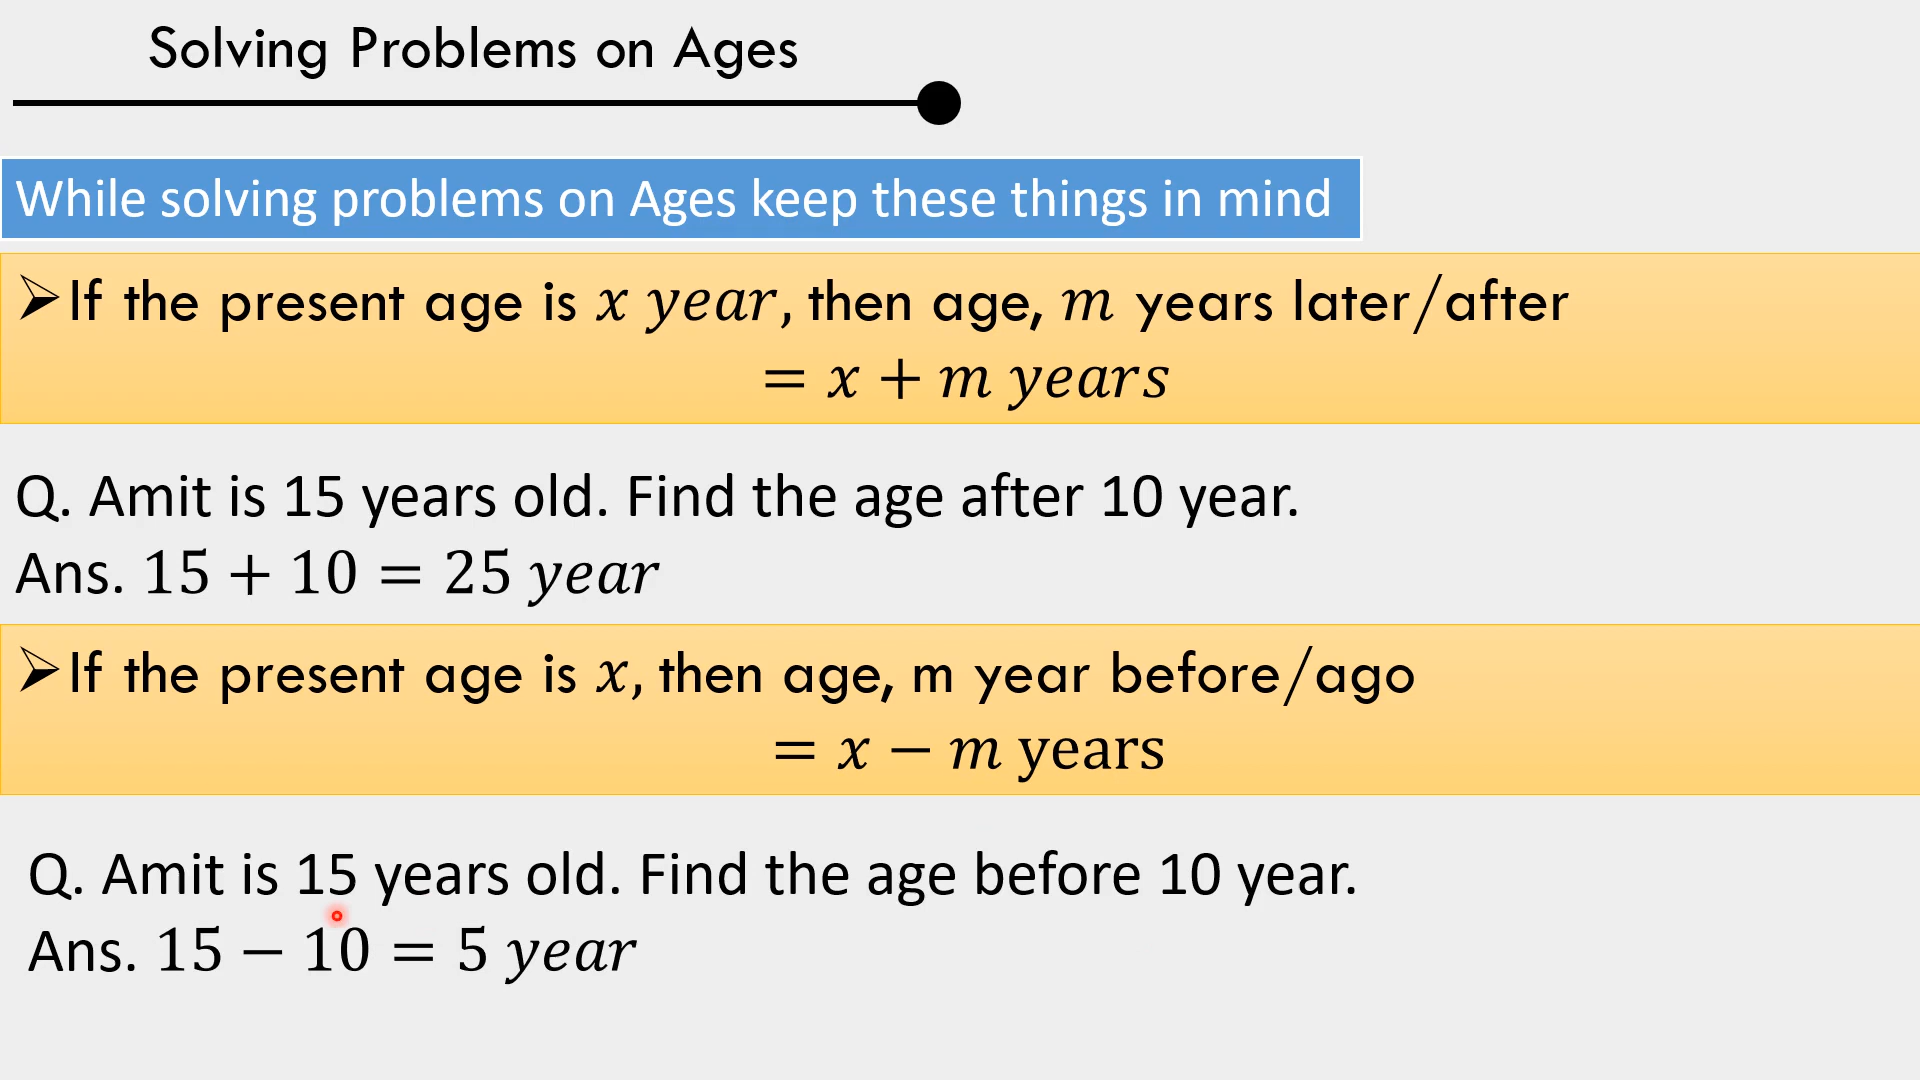 Solving Problems on Ages
While solving problems on Ages keep these things in mind
➢If the present age is 𝑥 𝑦𝑒𝑎𝑟, then age, 𝑚 years later/after
= 𝑥 + 𝑚 𝑦𝑒𝑎𝑟𝑠
Q. Amit is 15 years old. Find the age after 10 year.
Ans. 15 + 10 = 25 𝑦𝑒𝑎𝑟
➢If the present age is 𝑥, then age, m year before/ago
= 𝑥 − 𝑚 years
Q. Amit is 15 years old. Find the age before 10 year.
Ans. 15 − 10 = 5 𝑦𝑒𝑎𝑟